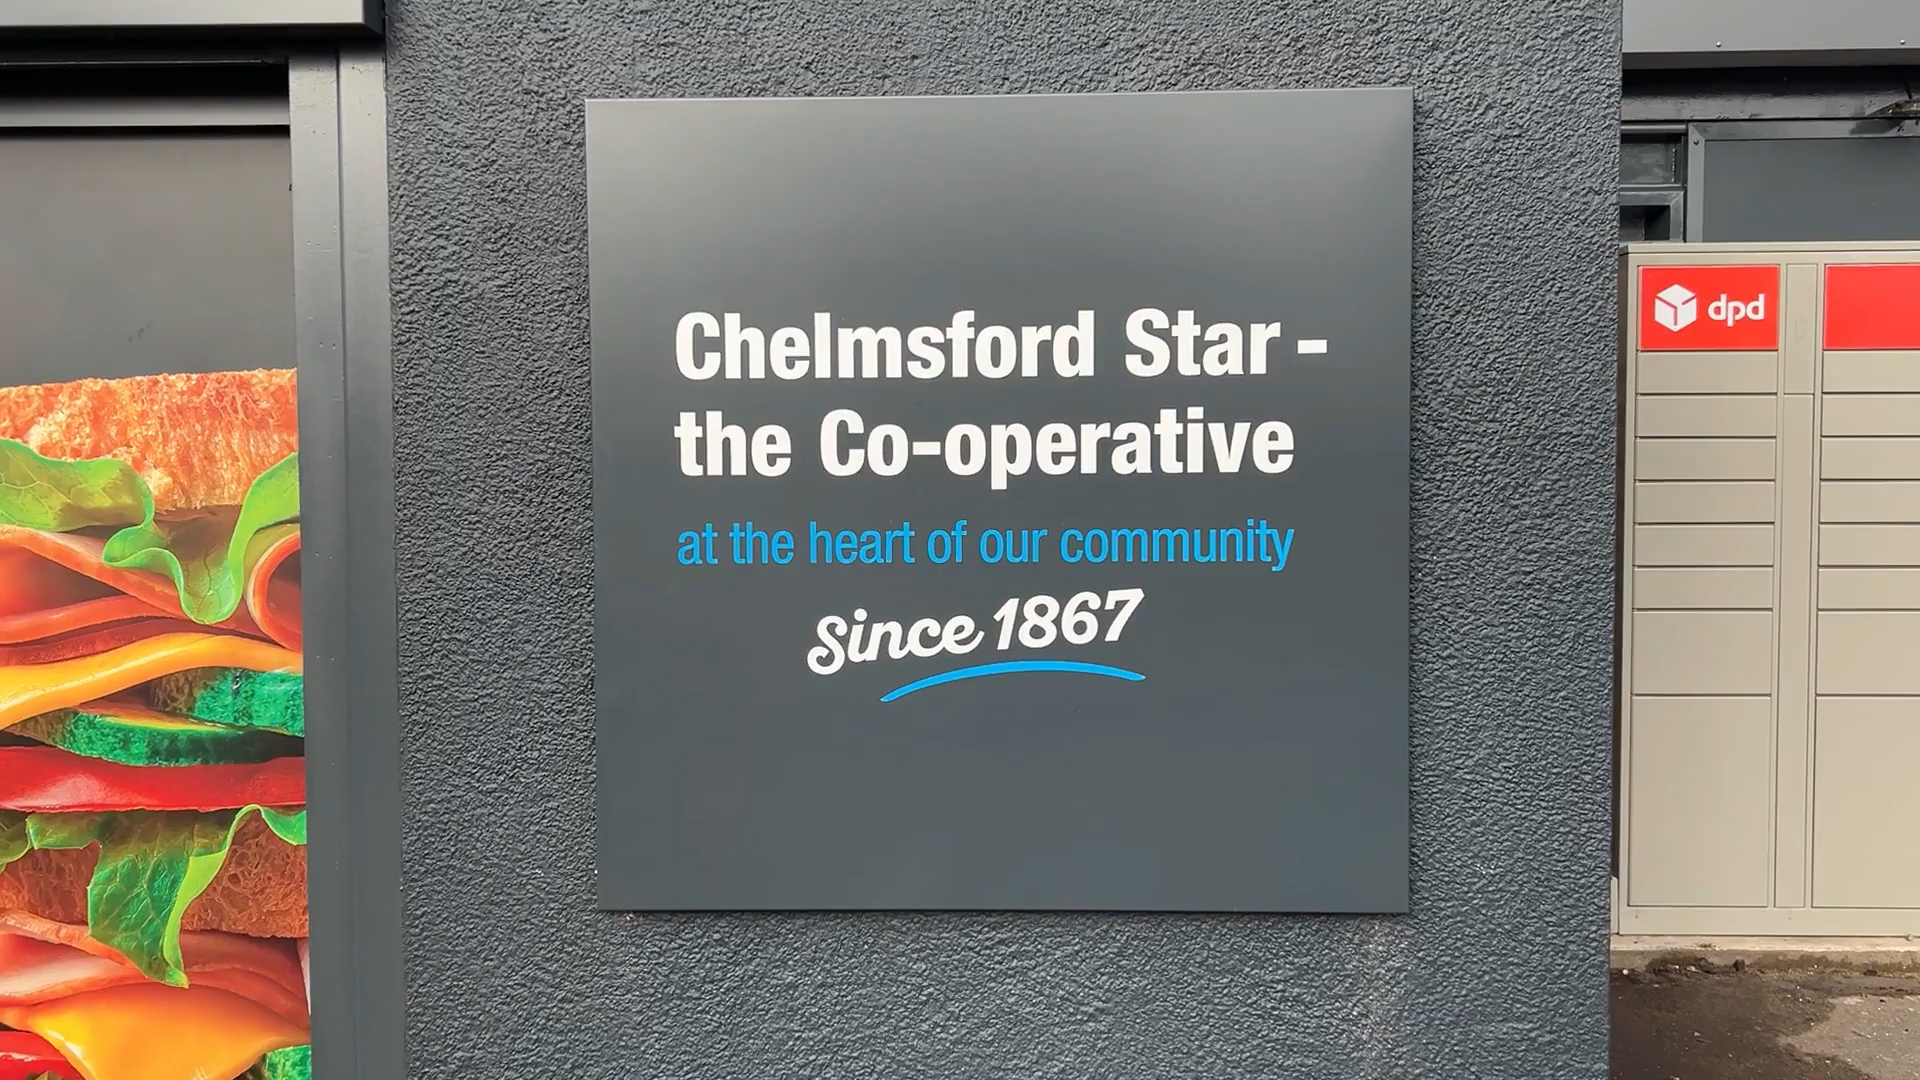 Chelmsford Star -
the Co-operative
at the heart of our community
Since 1867
dpd